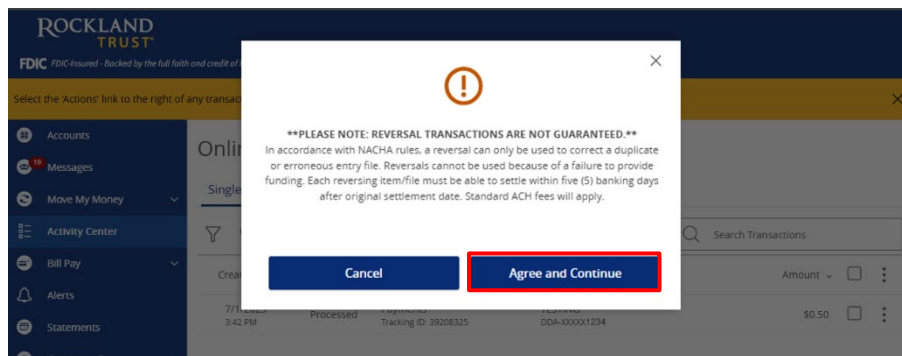 ROCKLAND
TRUST
FDIC FDIC-Insured - Backed by the full faith and credit of
Select the 'Actions' link to the right of any transac
Accounts
19
Messages
Move My Money
Activity Center
Bill Pay
Alerts
Statements
Onlin
Single
Search Transactions
Crea
Amount
7/1
3:42 PM
Processed
Payments
Tracking ID: 39208325
TESTING
DDA-XXXXX1234
$0.50
**PLEASE NOTE: REVERSAL TRANSACTIONS ARE NOT GUARANTEED.**
In accordance with NACHA rules, a reversal can only be used to correct a duplicate
or erroneous entry file. Reversals cannot be used because of a failure to provide
funding. Each reversing item/file must be able to settle within five (5) banking days
after original settlement date. Standard ACH fees will apply.
Cancel
Agree and Continue